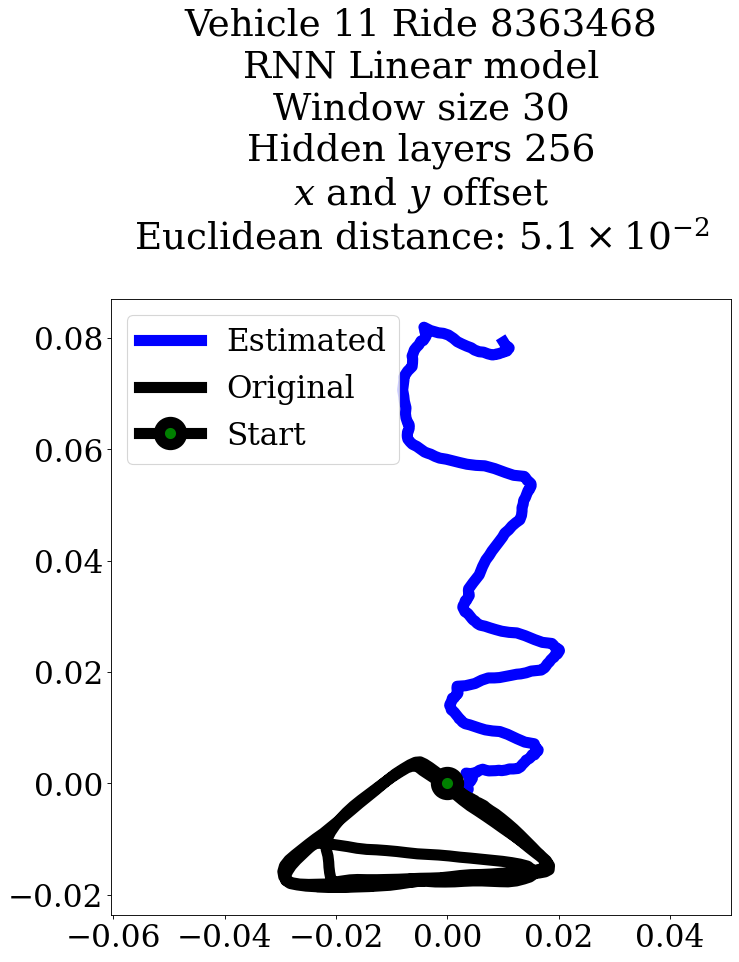 Vehicle 11 Ride 8363468
RNN Linear model
Window size 30
Hidden layers 256
x and y offset
Euclidean distance: 5.1 × 10⁻²
Estimated
Original
Start
0.08
0.06
0.04
0.02
0.00
−0.02
−0.06 −0.04 −0.02 0.00 0.02 0.04